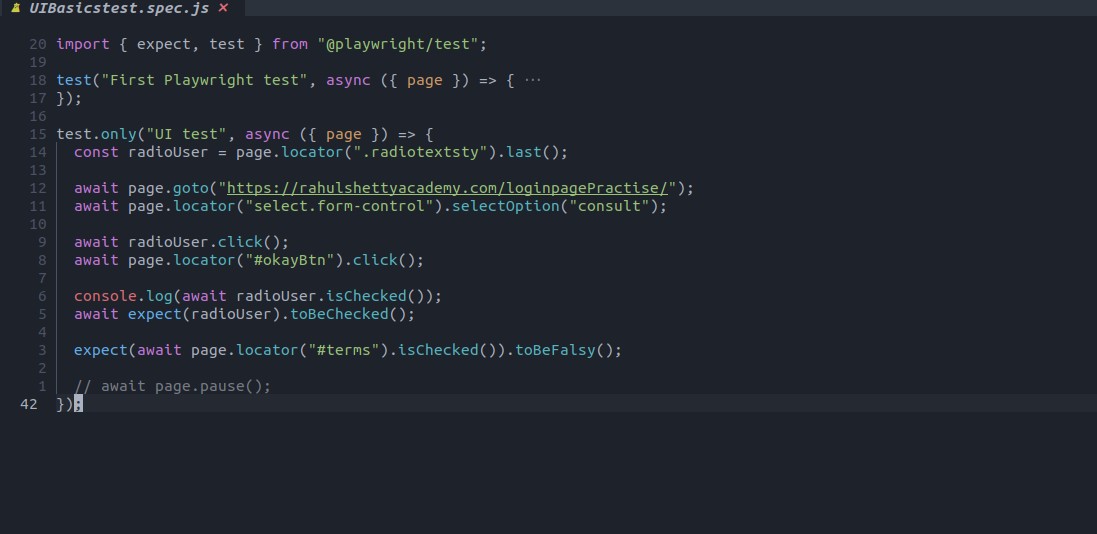 UIBasicstest.spec.js ✕
20 import { expect, test } from "@playwright/test";
19
18 test("First Playwright test", async ({ page }) => { ···
17 });
16
15 test.only("UI test", async ({ page }) => {
14 const radioUser = page.locator(".radiotextsty").last();
13
12 await page.goto("https://rahulshettyacademy.com/loginpagePractise/");
11 await page.locator("select.form-control").selectOption("consult");
10
9 await radioUser.click();
8 await page.locator("#okayBtn").click();
7
6 console.log(await radioUser.isChecked());
5 await expect(radioUser).toBeChecked();
4
3 expect(await page.locator("#terms").isChecked()).toBeFalsy();
2
1 // await page.pause();
42 });